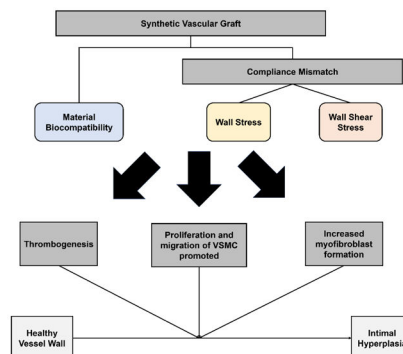 Synthetic Vascular Graft
Compliance Mismatch
Material
Biocompatibility
Wall Stress
Wall Shear
Stress
Thrombogenesis
Proliferation and
migration of VSMC
promoted
Increased
myofibroblast
formation
Healthy
Vessel Wall
Intimal
Hyperplasia